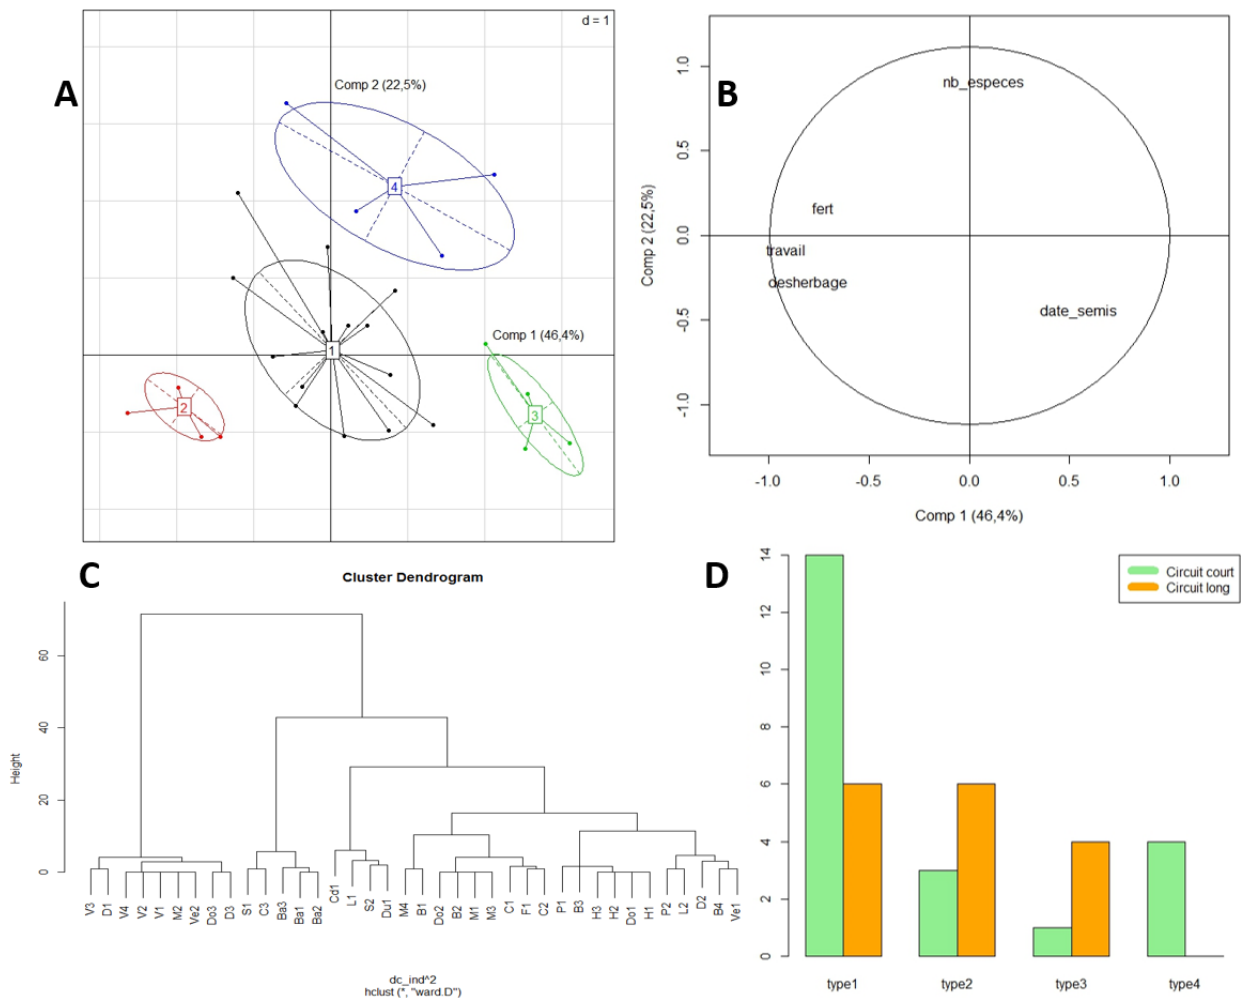 A
d = 1
Comp 2 (22,5%)
4
1
Comp 1 (46,4%)
2
3
B
Comp 2 (22,5%)
1.0
0.5
0.0
-0.5
-1.0
nb_especes
fert
travail
desherbage
date_semis
-1.0 -0.5 0.0 0.5 1.0
Comp 1 (46,4%)
C
Cluster Dendrogram
Height
60
40
20
0
V3 D1 V4 V2 V1 M2 Ve2 Do3 D3 S1 C3 Ba3 Ba1 Ba2 Cd1 L1 S2 Du1 M4 B1 Do2 B2 M1 M3 C1 F1 C2 P1 B3 H3 H2 Do1 H1 P2 L2 D2 B4 Ve1
dc_ind^2
hclust (*, "ward.D")
D
14
12
10
8
6
4
2
0
Circuit court
Circuit long
type1 type2 type3 type4